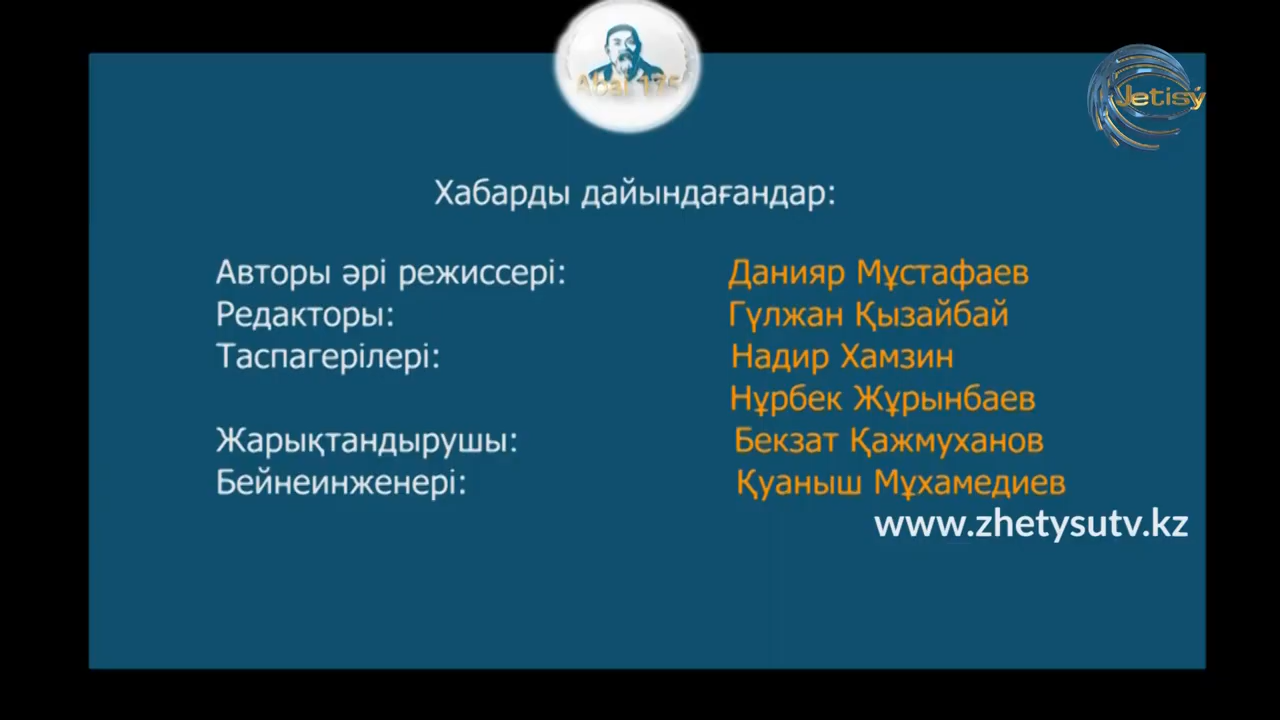 Abai 175
Jetisý
Хабарды дайындағандар:
Авторы әрі режиссері: Данияр Мұстафаев
Редакторы: Гүлжан Қызайбай
Таспагерілері: Надир Хамзин
Нұрбек Жұрынбаев
Жарықтандырушы: Бекзат Қажмуханов
Бейнеинженері: Қуаныш Мұхамедиев
www.zhetysutv.kz